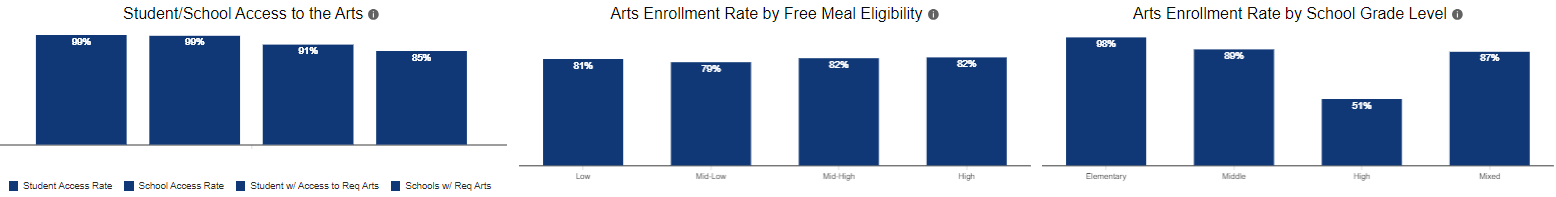 Student/School Access to the Arts
99% 99% 91% 85%
Student Access Rate School Access Rate Student w/ Access to Req Arts Schools w/ Req Arts
Arts Enrollment Rate by Free Meal Eligibility
81% 79% 82% 82%
Low Mid-Low Mid-High High
Arts Enrollment Rate by School Grade Level
98% 89% 51% 87%
Elementary Middle High Mixed